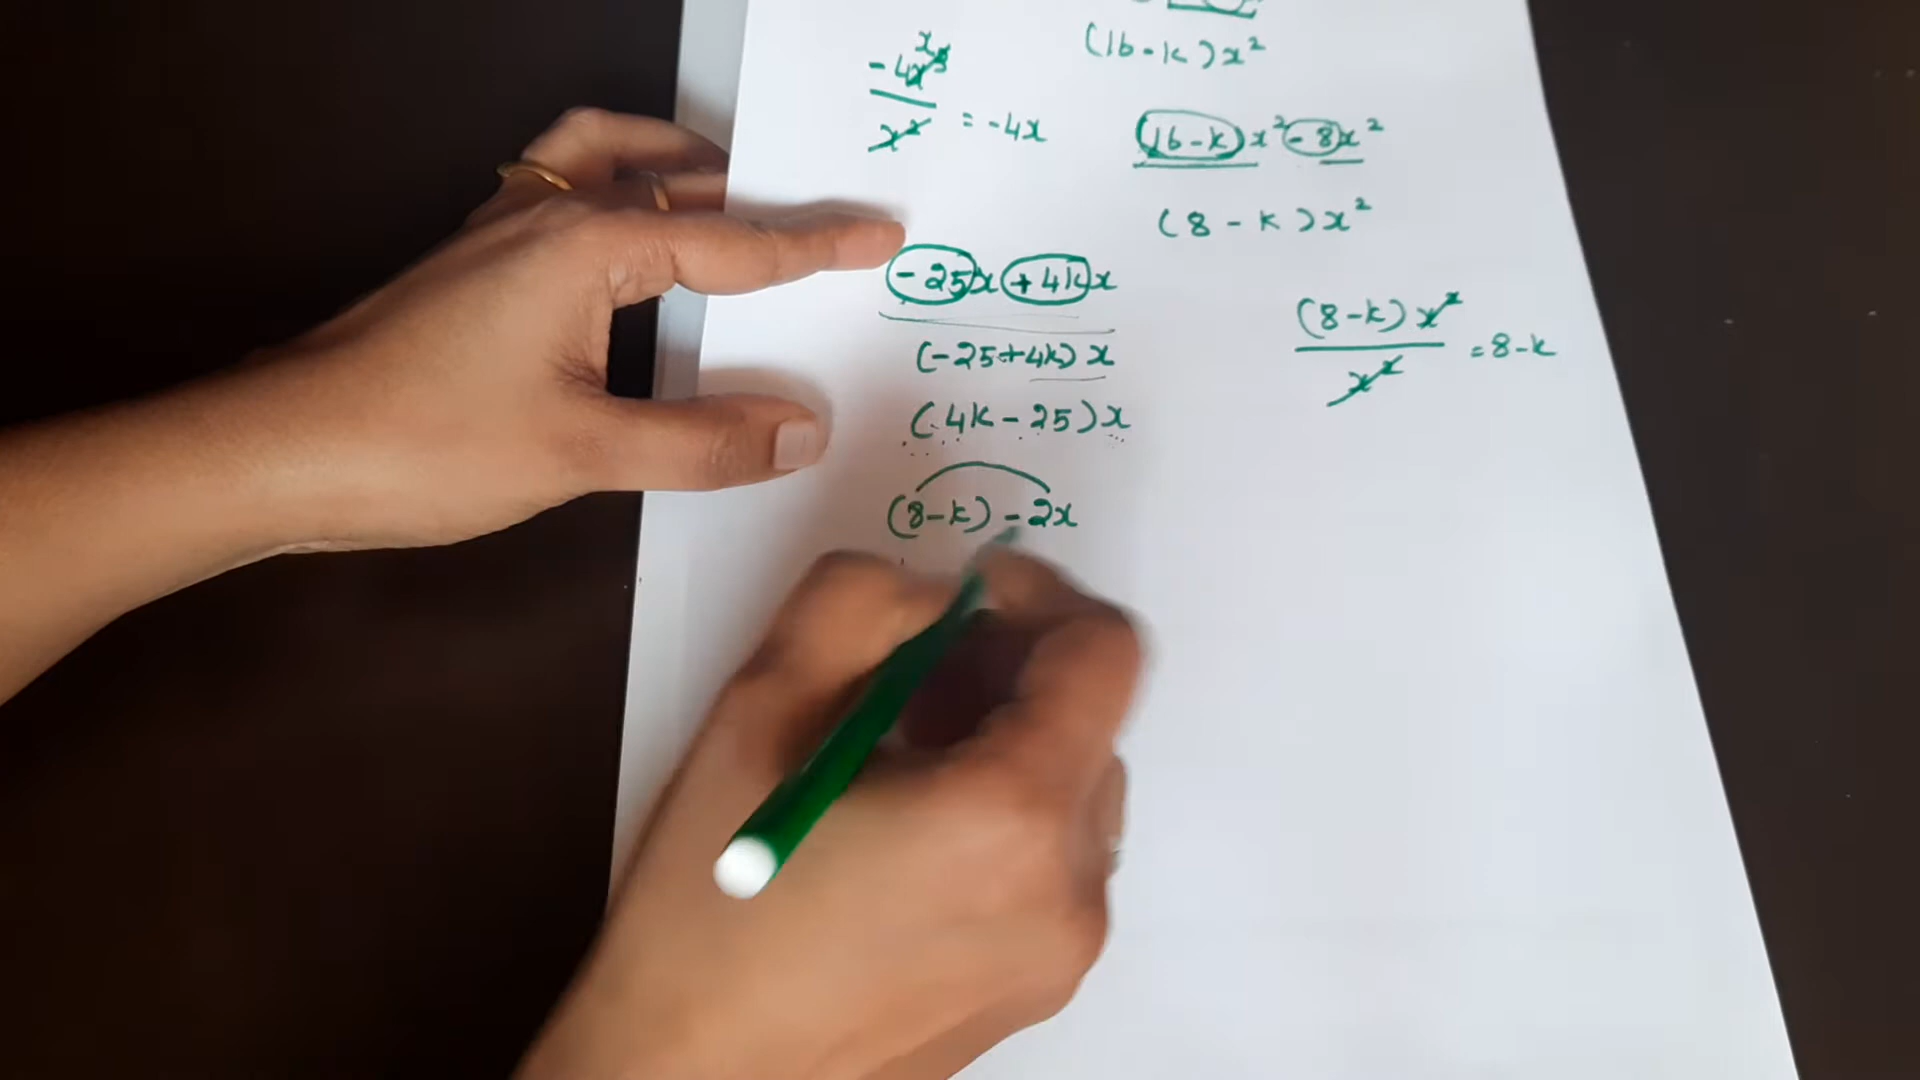 (16-k)x²
-4x³ x
x² = -4x
(16-k)x² - 8x²
(8-k)x²
-25x + 4kx
(-25+4k)x
(8-k)x²
x² = 8-k
(4k-25)x
(8-k) -2x